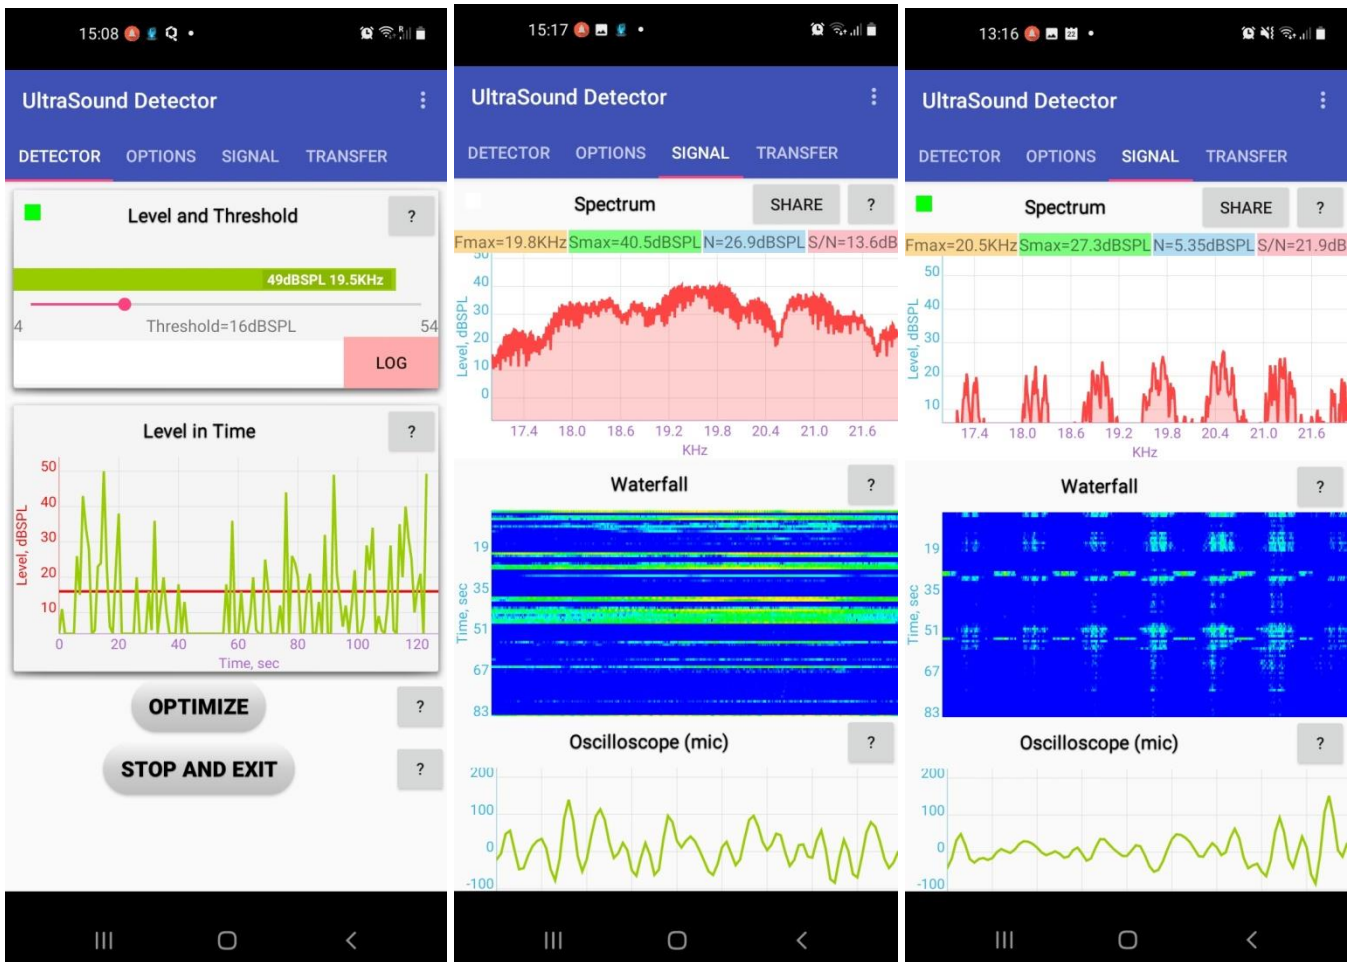 15:08
UltraSound Detector
DETECTOR OPTIONS SIGNAL TRANSFER
Level and Threshold ?
49dBSPL 19.5KHz
4 Threshold=16dBSPL 54
LOG
Level in Time ?
50
40
30
20
10
Level, dBSPL
0 20 40 60 80 100 120
Time, sec
OPTIMIZE ?
STOP AND EXIT ?
15:17
UltraSound Detector
DETECTOR OPTIONS SIGNAL TRANSFER
Spectrum SHARE ?
Fmax=19.8KHz Smax=40.5dBSPL N=26.9dBSPL S/N=13.6dB
50
40
30
20
10
0
Level, dBSPL
17.4 18.0 18.6 19.2 19.8 20.4 21.0 21.6
KHz
Waterfall ?
19
35
51
67
83
Time, sec
Oscilloscope (mic) ?
200
100
0
-100
13:16
22
UltraSound Detector
DETECTOR OPTIONS SIGNAL TRANSFER
Spectrum SHARE ?
Fmax=20.5KHz Smax=27.3dBSPL N=5.35dBSPL S/N=21.9dB
50
40
30
20
10
Level, dBSPL
17.4 18.0 18.6 19.2 19.8 20.4 21.0 21.6
KHz
Waterfall ?
19
35
51
67
83
Time, sec
Oscilloscope (mic) ?
200
100
0
-100